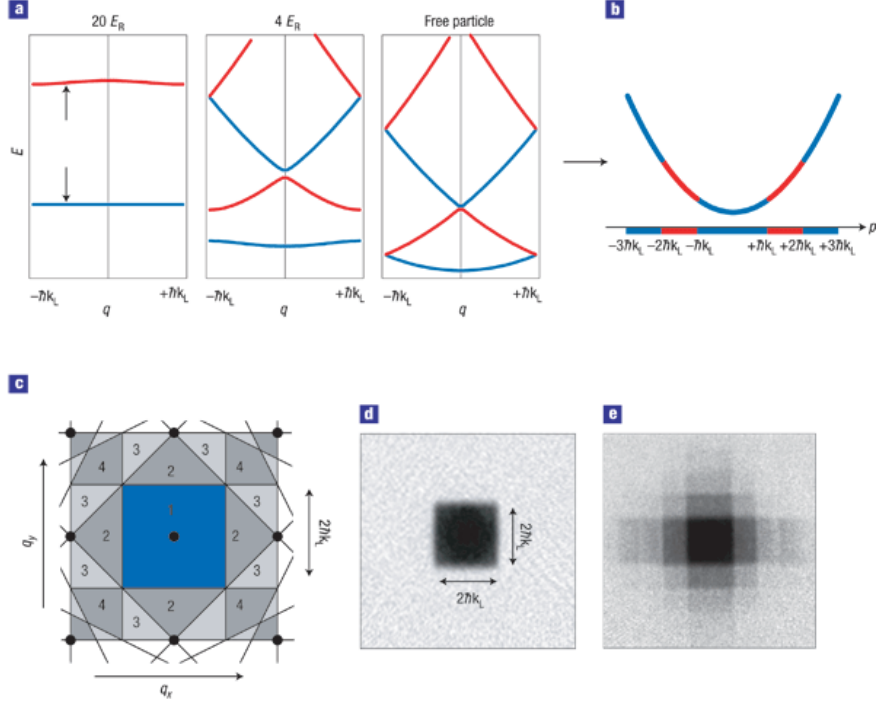 a
20 E_R
4 E_R
Free particle
E
−ħk_L
+ħk_L
q
−ħk_L
+ħk_L
q
−ħk_L
+ħk_L
q
b
p
−3ħk_L −2ħk_L −ħk_L +ħk_L +2ħk_L +3ħk_L
c
3 3
4 2 4
3 1 3
2 2
3 3
4 2 4
3 3
q_y
q_x
2ħk_L
d
2ħk_L
2ħk_L
e